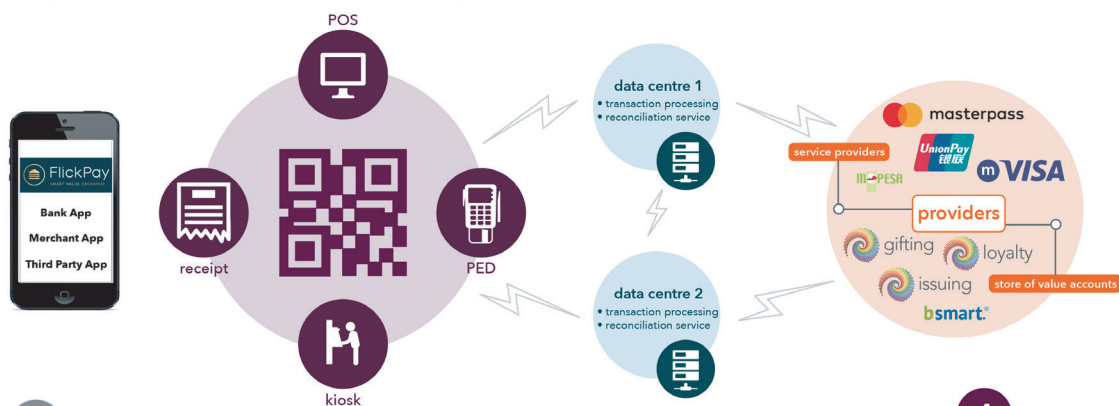 POS
FlickPay
SMART VALUE EXCHANGE
Bank App
Merchant App
Third Party App
receipt
PED
kiosk
data centre 1
• transaction processing
• reconciliation service
data centre 2
• transaction processing
• reconciliation service
masterpass
service providers
UnionPay
银联
M-PESA
m VISA
providers
gifting
loyalty
issuing
store of value accounts
bsmart.®